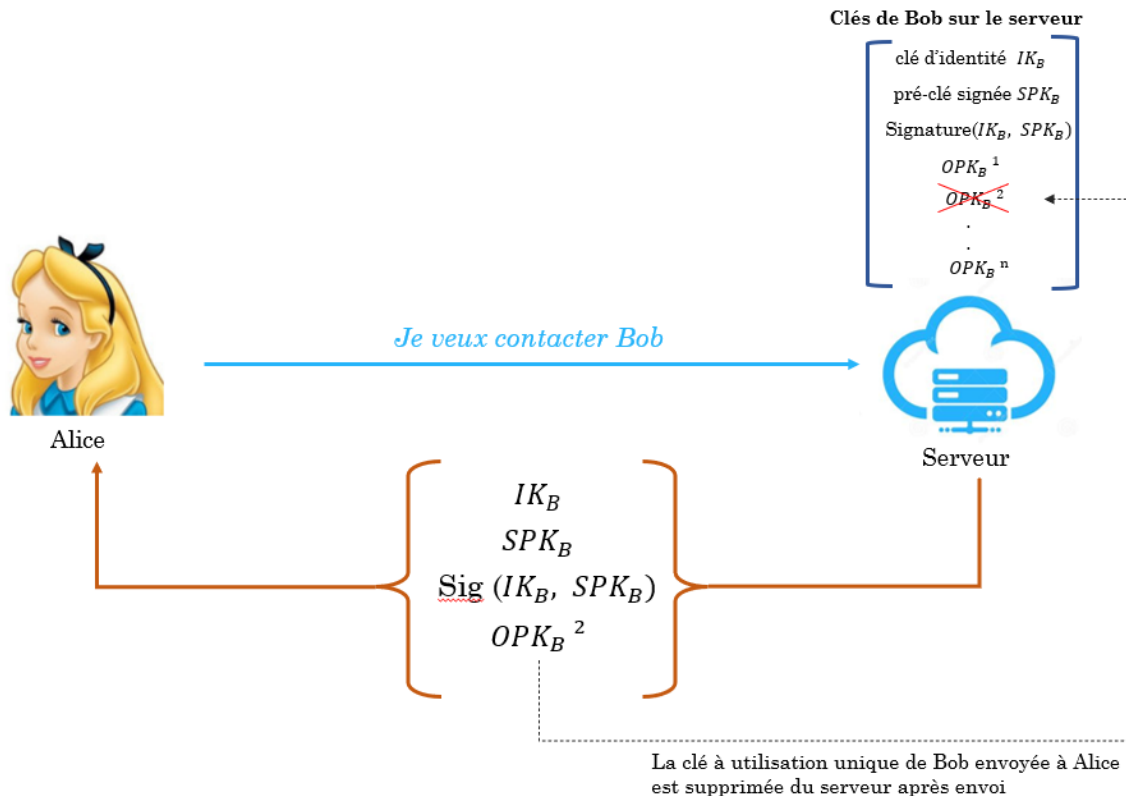 Clés de Bob sur le serveur
clé d'identité IK_B
pré-clé signée SPK_B
Signature(IK_B, SPK_B)
OPK_B ¹
OPK_B ²
.
.
OPK_B ⁿ
Je veux contacter Bob
Alice
Serveur
IK_B
SPK_B
Sig (IK_B, SPK_B)
OPK_B ²
La clé à utilisation unique de Bob envoyée à Alice
est supprimée du serveur après envoi